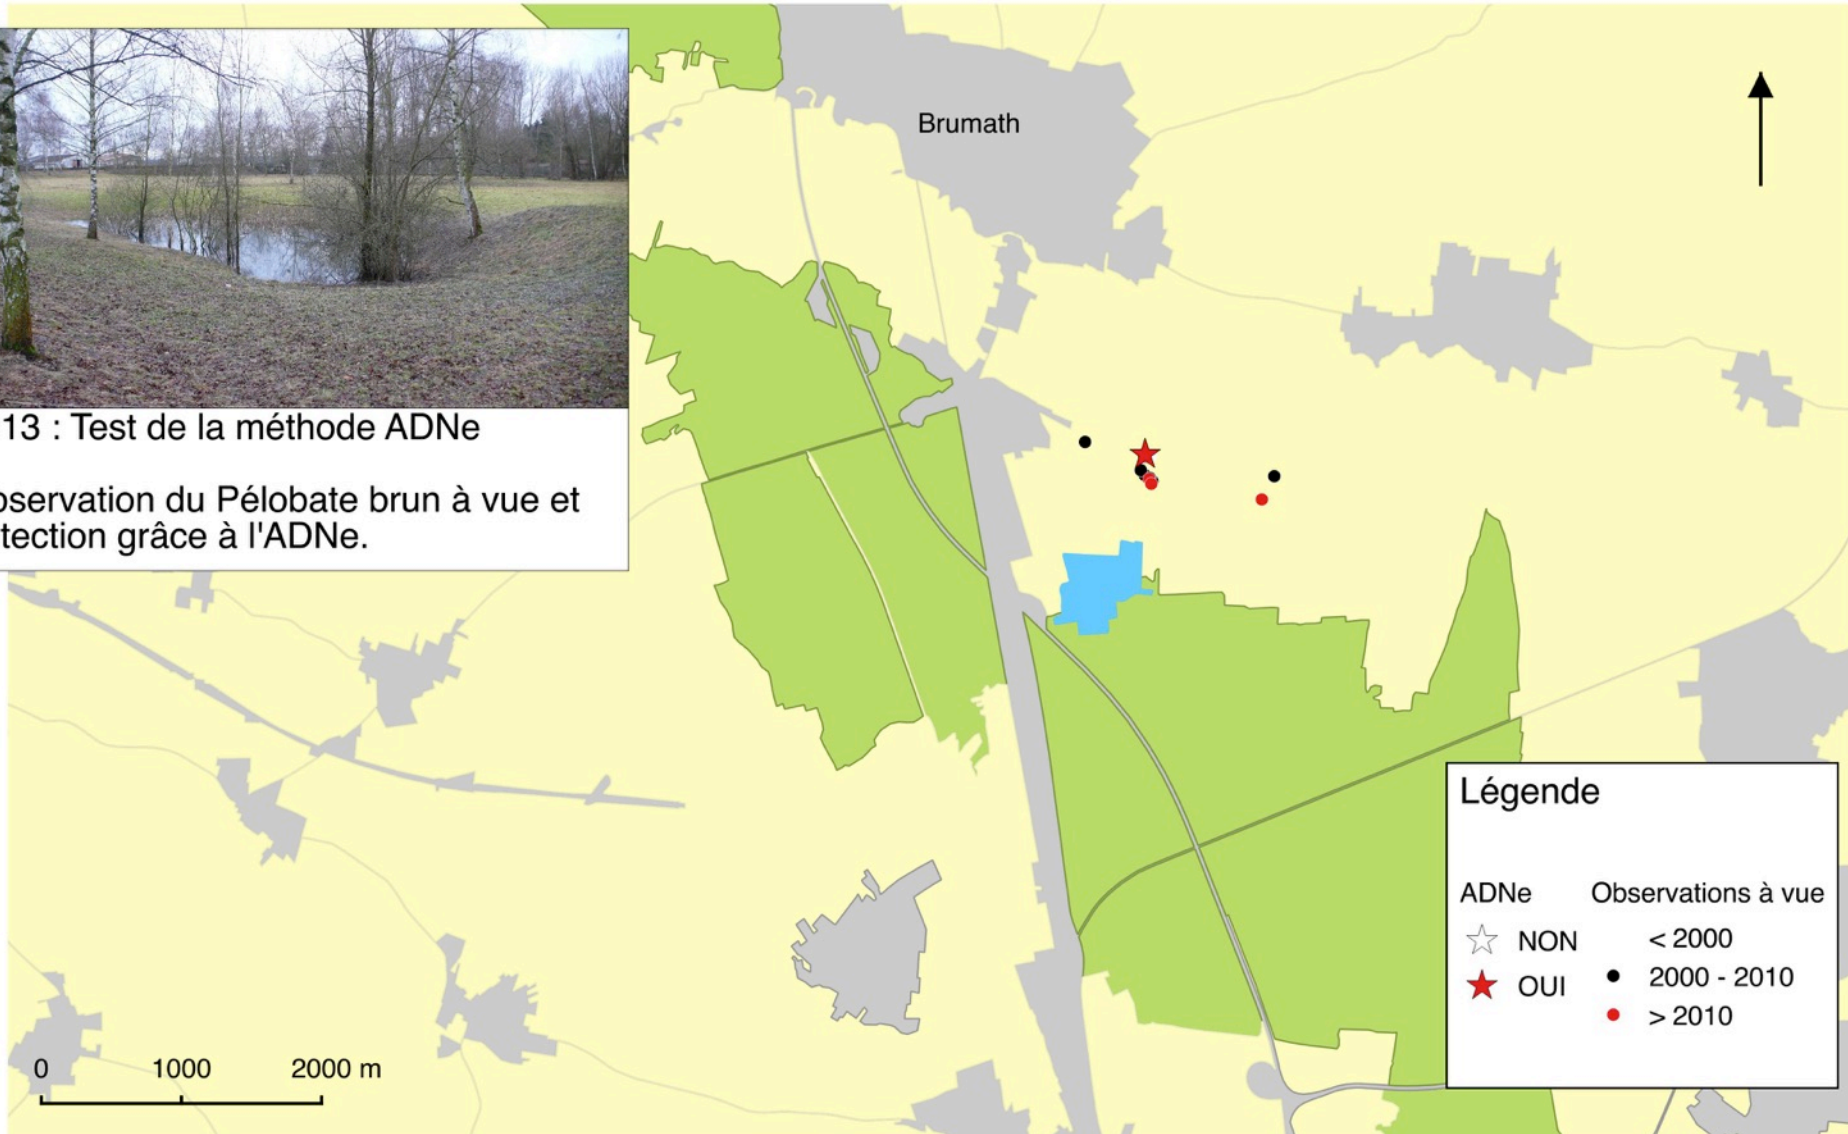 Brumath
13 : Test de la méthode ADNe
servation du Pélobate brun à vue et
tection grâce à l'ADNe.
Légende
ADNe Observations à vue
NON < 2000
OUI 2000 - 2010
> 2010
0 1000 2000 m